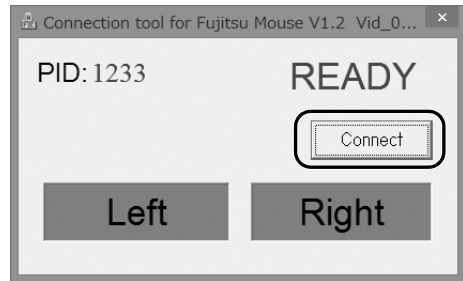 Connection tool for Fujitsu Mouse V1.2 Vid_0...
PID: 1233
READY
Connect
Left
Right